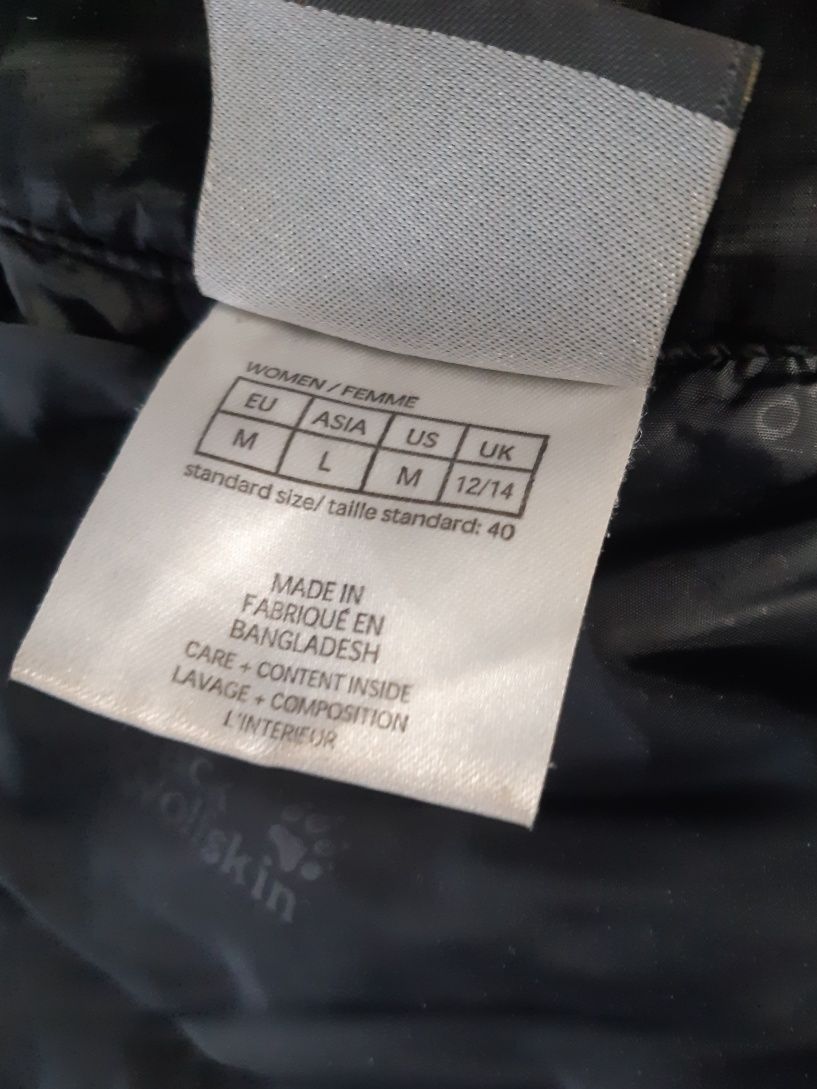 WOMEN / FEMME
EU ASIA US UK
M L M 12/14
standard size/ taille standard: 40
MADE IN
FABRIQUÉ EN
BANGLADESH
CARE + CONTENT INSIDE
LAVAGE + COMPOSITION
L'INTERIEUR
Wolfskin